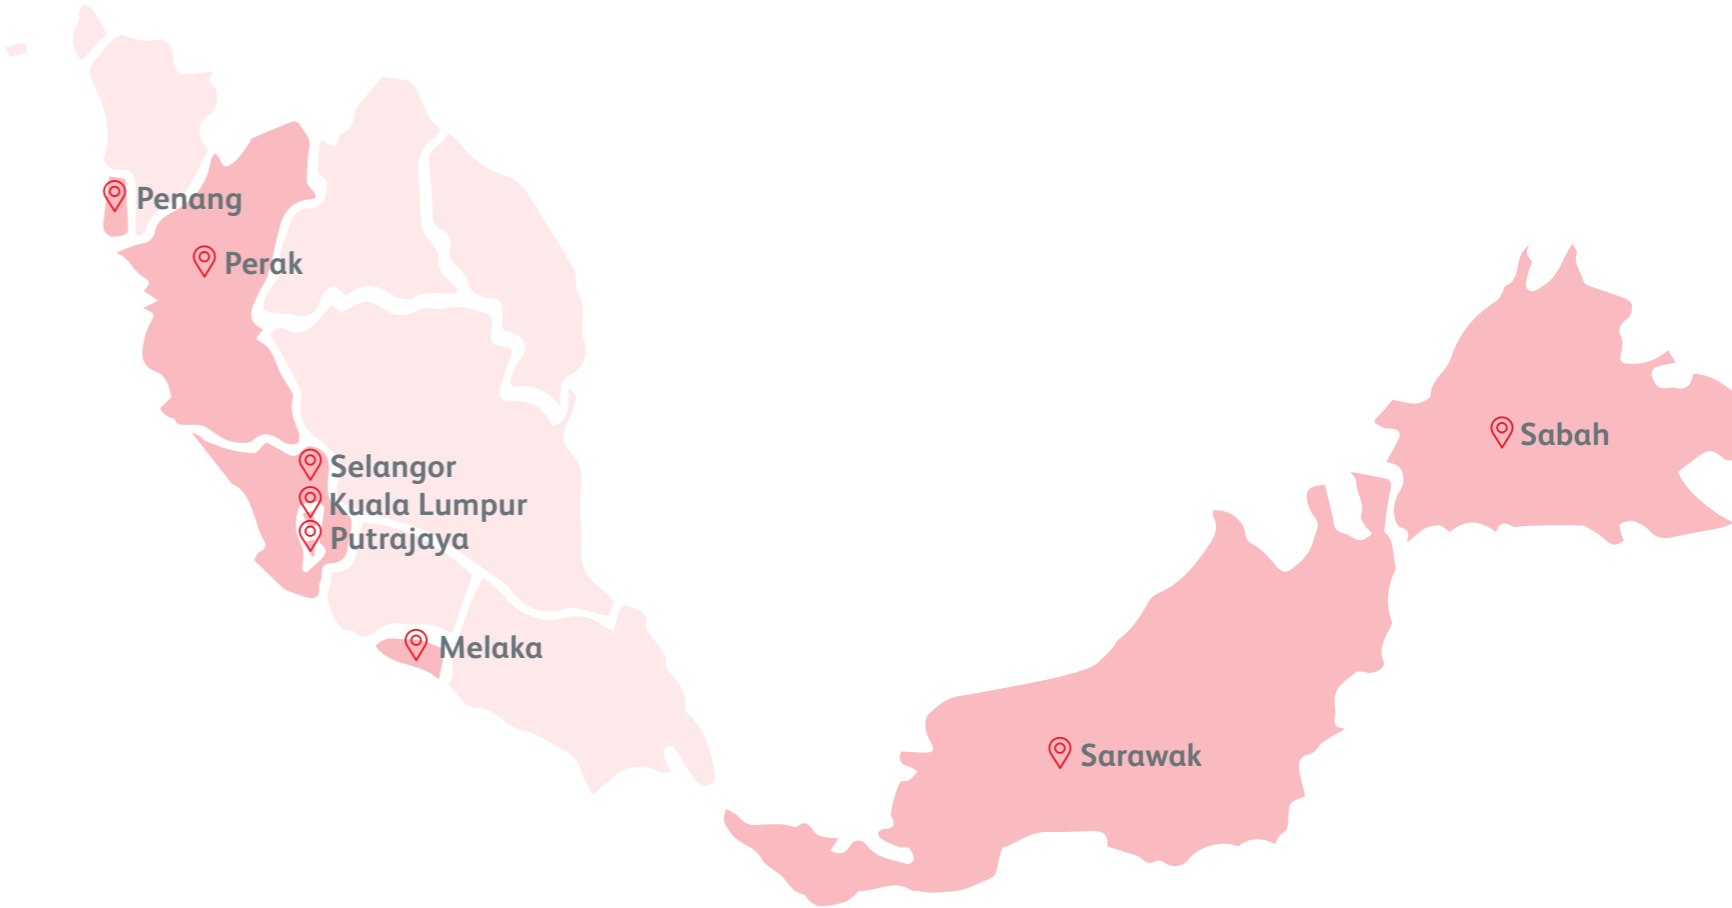 Penang
Perak
Selangor
Kuala Lumpur
Putrajaya
Melaka
Sabah
Sarawak